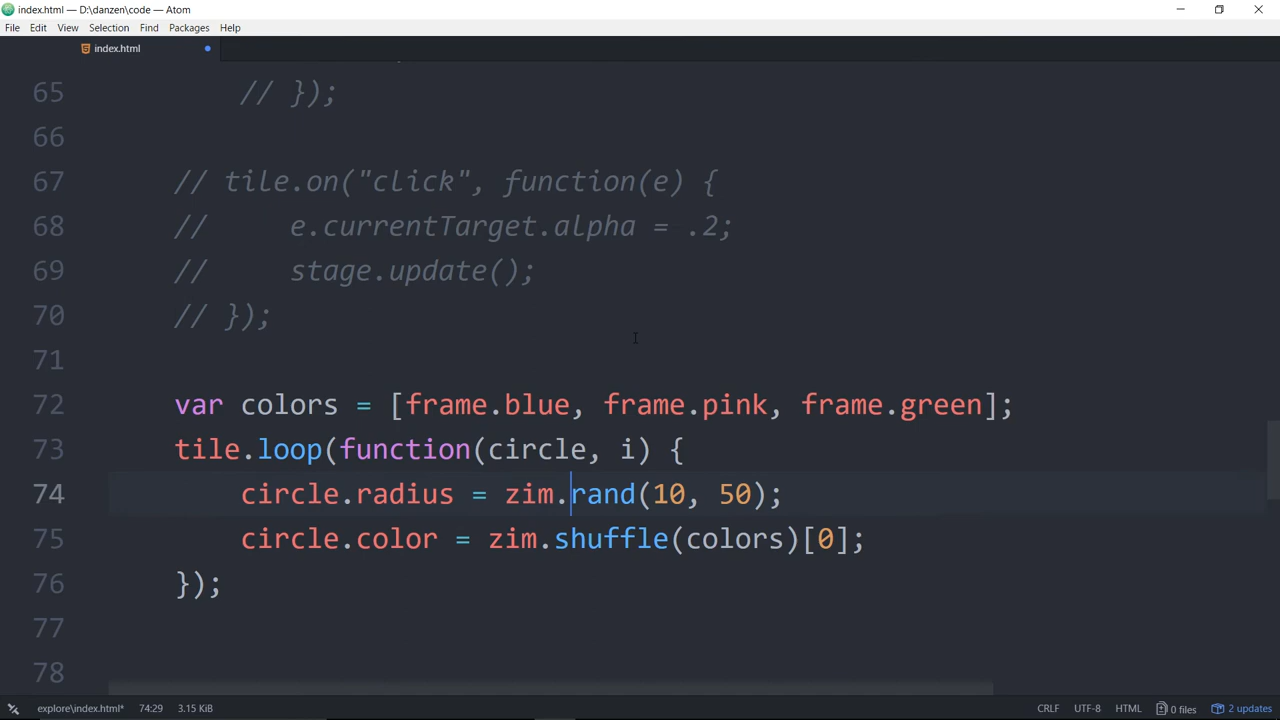 index.html — D:\danzen\code — Atom
File Edit View Selection Find Packages Help
index.html
65 // });
66
67 // tile.on("click", function(e) {
68 // e.currentTarget.alpha = .2;
69 // stage.update();
70 // });
71
72 var colors = [frame.blue, frame.pink, frame.green];
73 tile.loop(function(circle, i) {
74 circle.radius = zim.rand(10, 50);
75 circle.color = zim.shuffle(colors)[0];
76 });
77
78
explore\index.html* 74:29 3.15 KiB CRLF UTF-8 HTML 0 files 2 updates